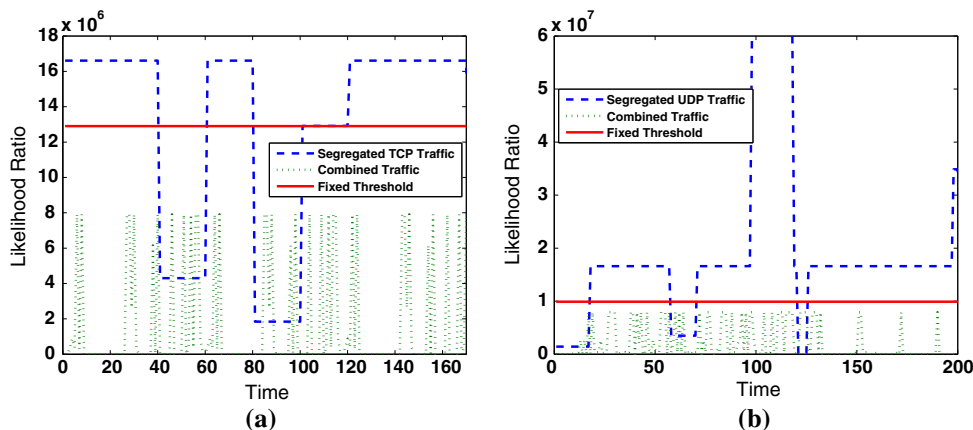 x 10^6
18
16
14
12
10
8
6
4
2
0
Likelihood Ratio
Segregated TCP Traffic
Combined Traffic
Fixed Threshold
0 20 40 60 80 100 120 140 160
Time
(a)
x 10^7
6
5
4
3
2
1
0
Likelihood Ratio
Segregated UDP Traffic
Combined Traffic
Fixed Threshold
0 50 100 150 200
Time
(b)